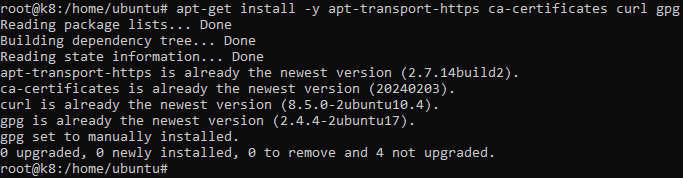 root@k8:/home/ubuntu# apt-get install -y apt-transport-https ca-certificates curl gpg
Reading package lists... Done
Building dependency tree... Done
Reading state information... Done
apt-transport-https is already the newest version (2.7.14build2).
ca-certificates is already the newest version (20240203).
curl is already the newest version (8.5.0-2ubuntu10.4).
gpg is already the newest version (2.4.4-2ubuntu17).
gpg set to manually installed.
0 upgraded, 0 newly installed, 0 to remove and 4 not upgraded.
root@k8:/home/ubuntu#